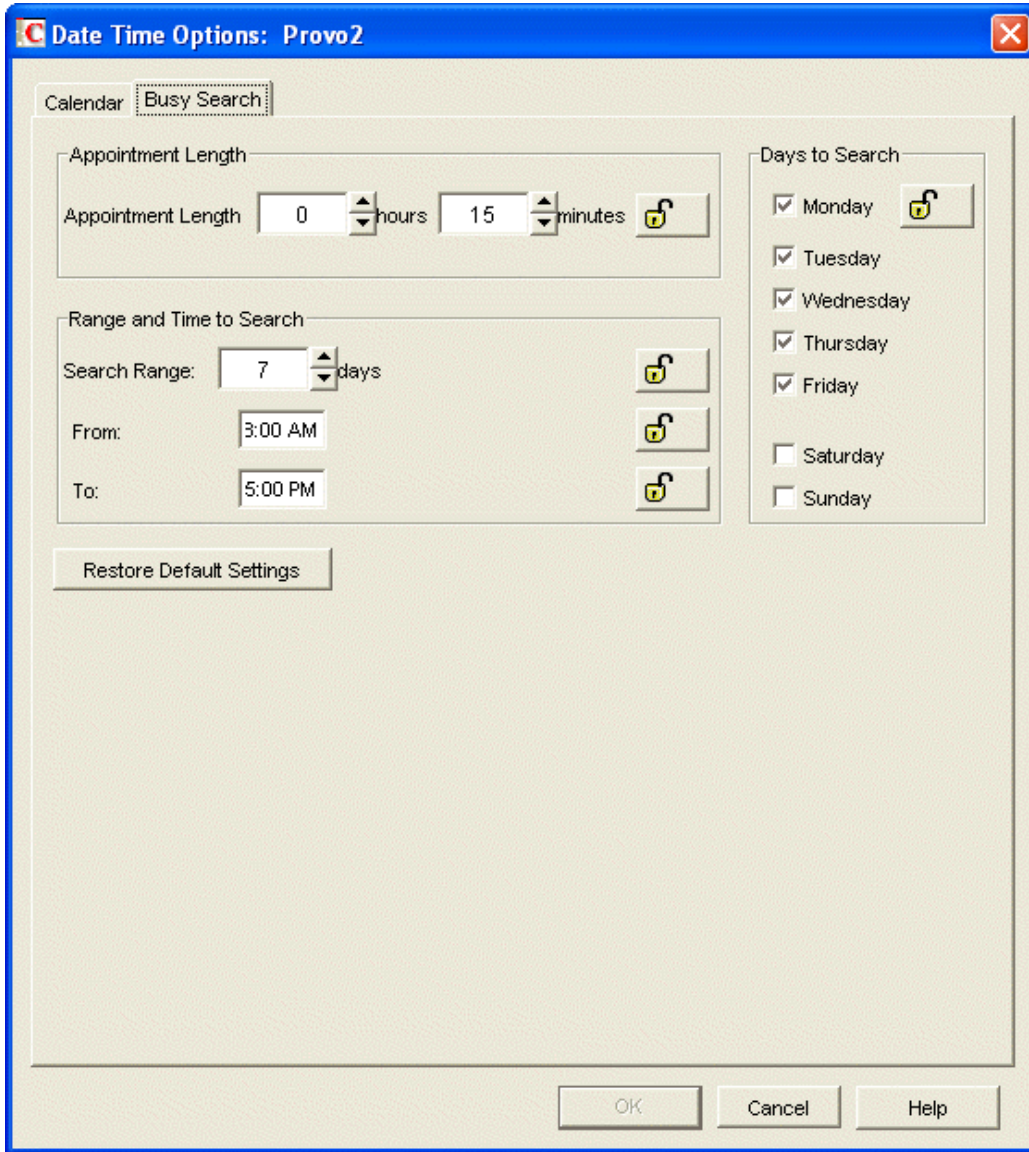 C Date Time Options: Provo2
Calendar
Busy Search
Appointment Length
Appointment Length 0 hours 15 minutes
Range and Time to Search
Search Range: 7 days
From: 8:00 AM
To: 5:00 PM
Days to Search
Monday
Tuesday
Wednesday
Thursday
Friday
Saturday
Sunday
Restore Default Settings
OK
Cancel
Help